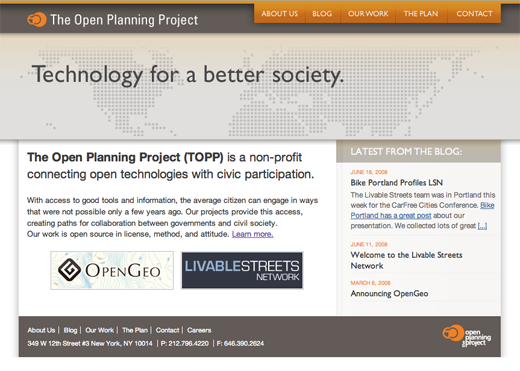 The Open Planning Project
ABOUT US
BLOG
OUR WORK
THE PLAN
CONTACT
Technology for a better society.
The Open Planning Project (TOPP) is a non-profit
connecting open technologies with civic participation.
With access to good tools and information, the average citizen can engage in ways
that were not possible only a few years ago. Our projects provide this access,
creating paths for collaboration between governments and civil society.
Our work is open source in license, method, and attitude. Learn more.
OPENGEO
LIVABLESTREETS
NETWORK
LATEST FROM THE BLOG:
JUNE 18, 2008
Bike Portland Profiles LSN
The Livable Streets team was in Portland this
week for the CarFree Cities Conference. Bike
Portland has a great post about our
presentation. We collected lots of great [...]
JUNE 11, 2008
Welcome to the Livable Streets
Network
MARCH 6, 2008
Announcing OpenGeo
About Us | Blog | Our Work | The Plan | Contact | Careers
349 W 12th Street #3 New York, NY 10014 | P: 212.796.4220 | F: 646.390.2624
open
planning
project